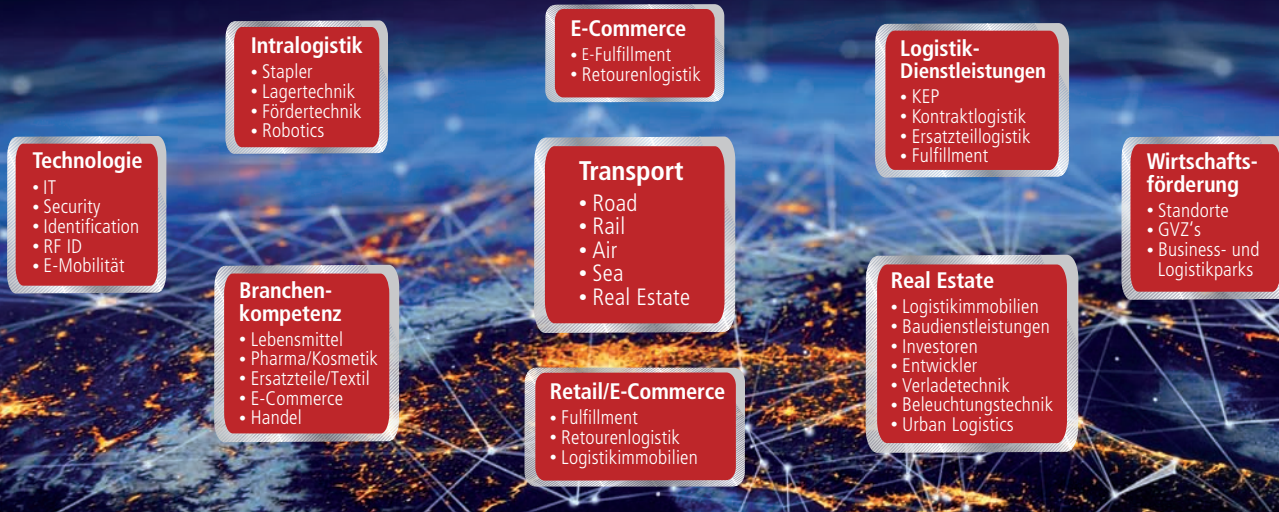 Technologie
• IT
• Security
• Identification
• RF ID
• E-Mobilität
Intralogistik
• Stapler
• Lagertechnik
• Fördertechnik
• Robotics
Branchen-
kompetenz
• Lebensmittel
• Pharma/Kosmetik
• Ersatzteile/Textil
• E-Commerce
• Handel
E-Commerce
• E-Fulfillment
• Retourenlogistik
Transport
• Road
• Rail
• Air
• Sea
• Real Estate
Retail/E-Commerce
• Fulfillment
• Retourenlogistik
• Logistikimmobilien
Logistik-
Dienstleistungen
• KEP
• Kontraktlogistik
• Ersatzteillogistik
• Fulfillment
Real Estate
• Logistikimmobilien
• Baudienstleistungen
• Investoren
• Entwickler
• Verladetechnik
• Beleuchtungstechnik
• Urban Logistics
Wirtschafts-
förderung
• Standorte
• GVZ's
• Business- und
Logistikparks